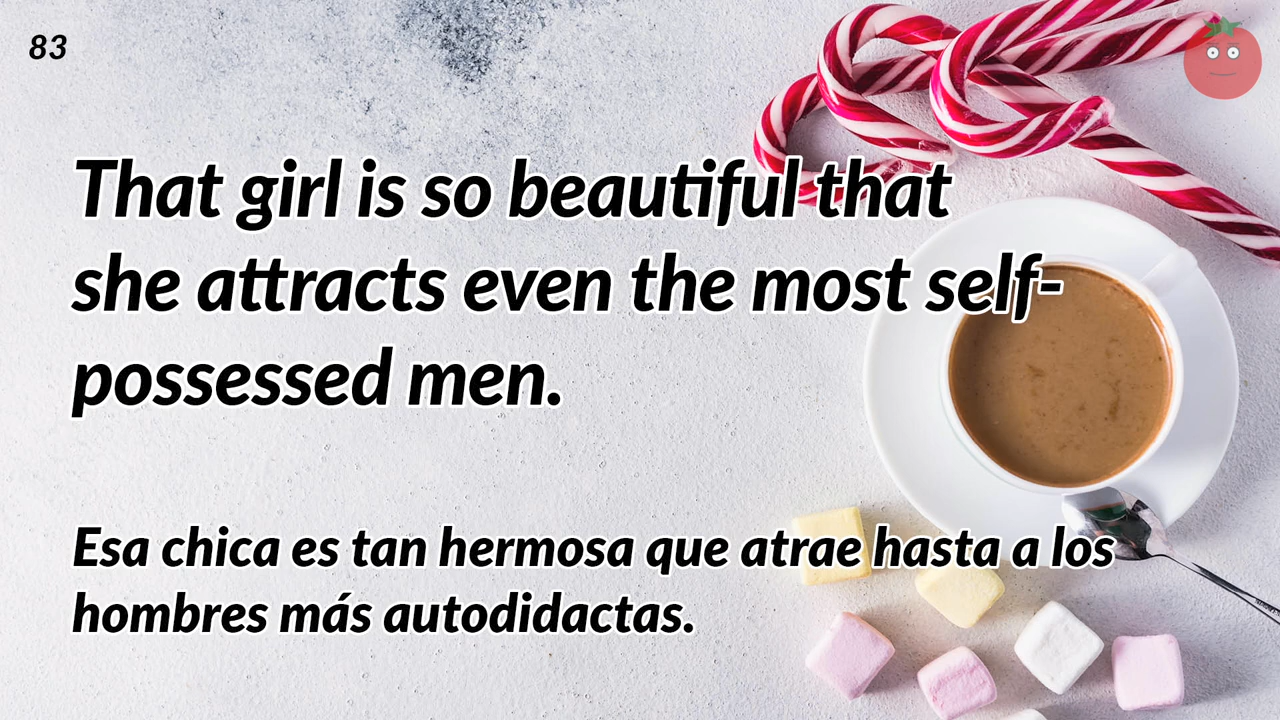 83
That girl is so beautiful that
she attracts even the most self-
possessed men.
Esa chica es tan hermosa que atrae hasta a los
hombres más autodidactas.